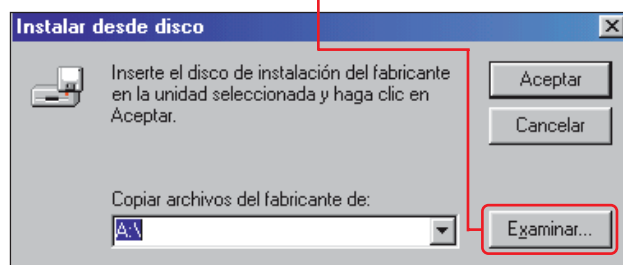 Instalar desde disco
Inserte el disco de instalación del fabricante
en la unidad seleccionada y haga clic en
Aceptar.
Aceptar
Cancelar
Copiar archivos del fabricante de:
A:\
Examinar...